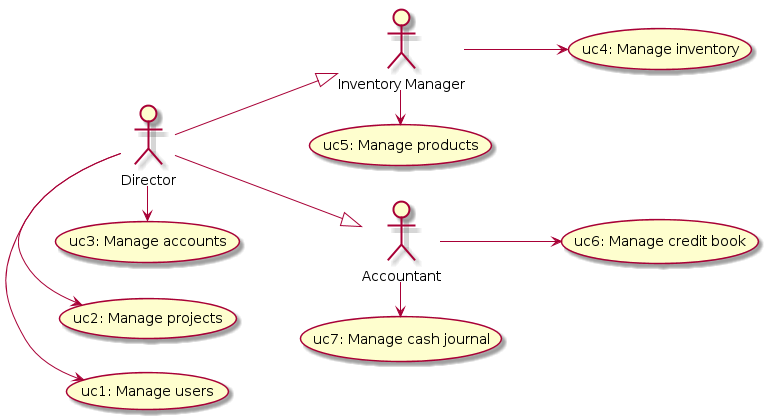 uc4: Manage inventory
Inventory Manager
uc5: Manage products
Director
uc3: Manage accounts
uc6: Manage credit book
Accountant
uc2: Manage projects
uc7: Manage cash journal
uc1: Manage users